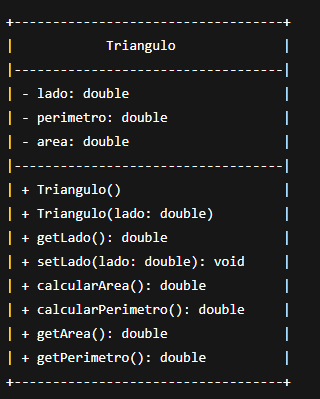 +----------------------------------+
|            Triangulo             |
|----------------------------------|
| - lado: double                   |
| - perimetro: double              |
| - area: double                   |
|----------------------------------|
| + Triangulo()                    |
| + Triangulo(lado: double)        |
| + getLado(): double              |
| + setLado(lado: double): void    |
| + calcularArea(): double         |
| + calcularPerimetro(): double    |
| + getArea(): double              |
| + getPerimetro(): double         |
+----------------------------------+